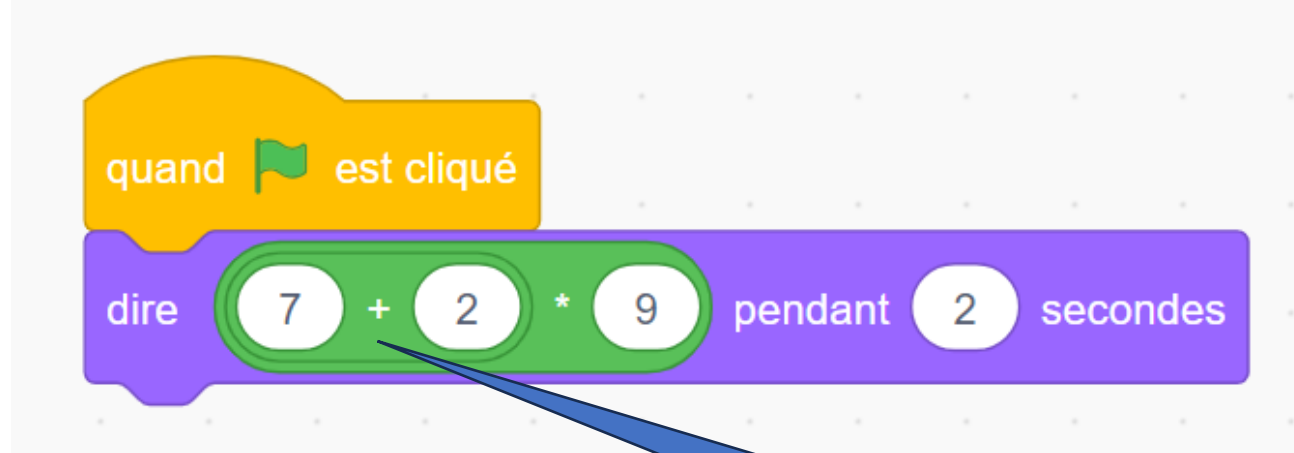 quand est cliqué
dire 7 + 2 * 9 pendant 2 secondes